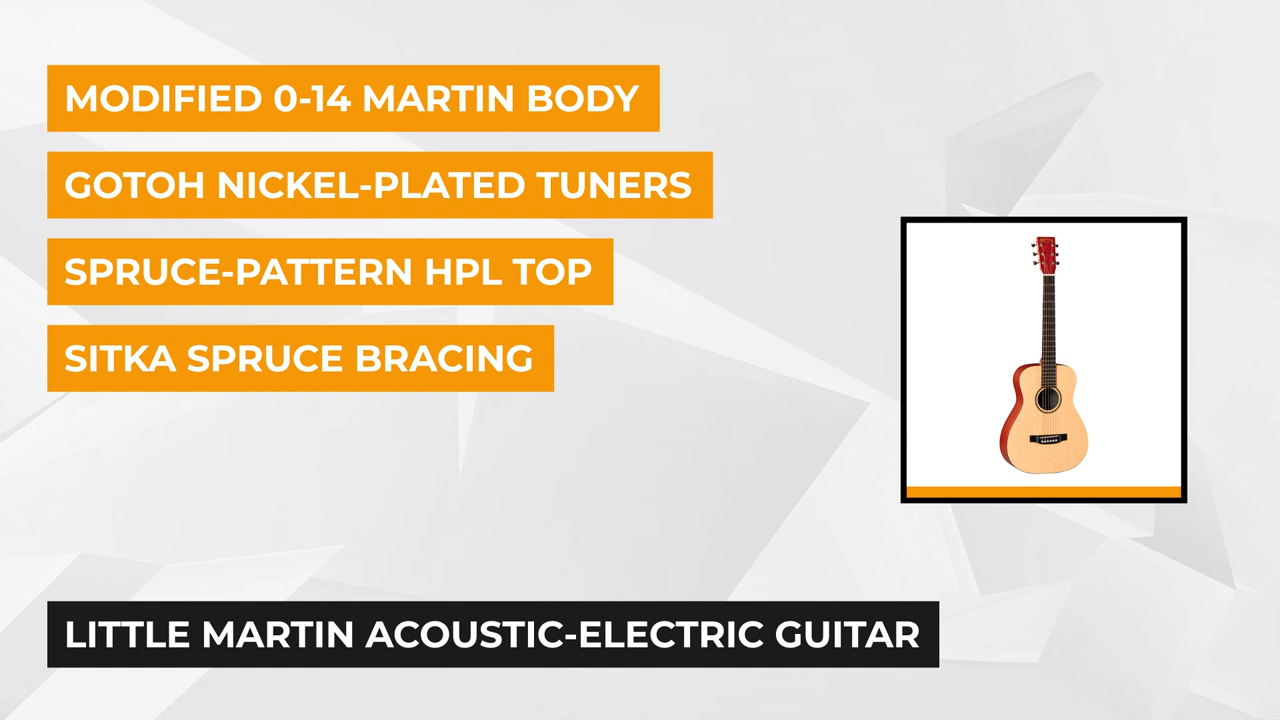 MODIFIED 0-14 MARTIN BODY
GOTOH NICKEL-PLATED TUNERS
SPRUCE-PATTERN HPL TOP
SITKA SPRUCE BRACING
LITTLE MARTIN ACOUSTIC-ELECTRIC GUITAR